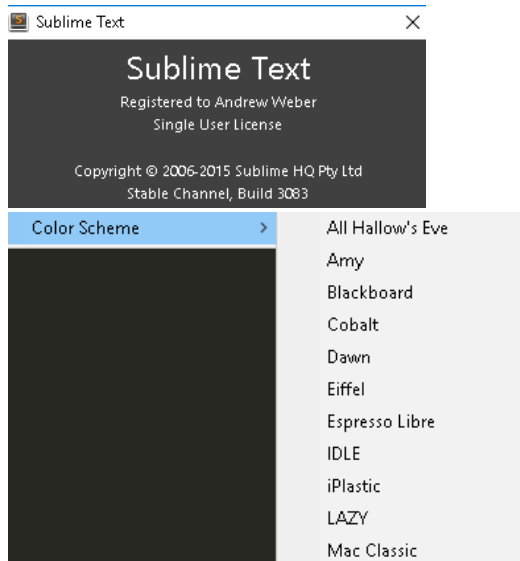 Sublime Text
Sublime Text
Registered to Andrew Weber
Single User License
Copyright © 2006-2015 Sublime HQ Pty Ltd
Stable Channel, Build 3083
Color Scheme
All Hallow's Eve
Amy
Blackboard
Cobalt
Dawn
Eiffel
Espresso Libre
IDLE
iPlastic
LAZY
Mac Classic